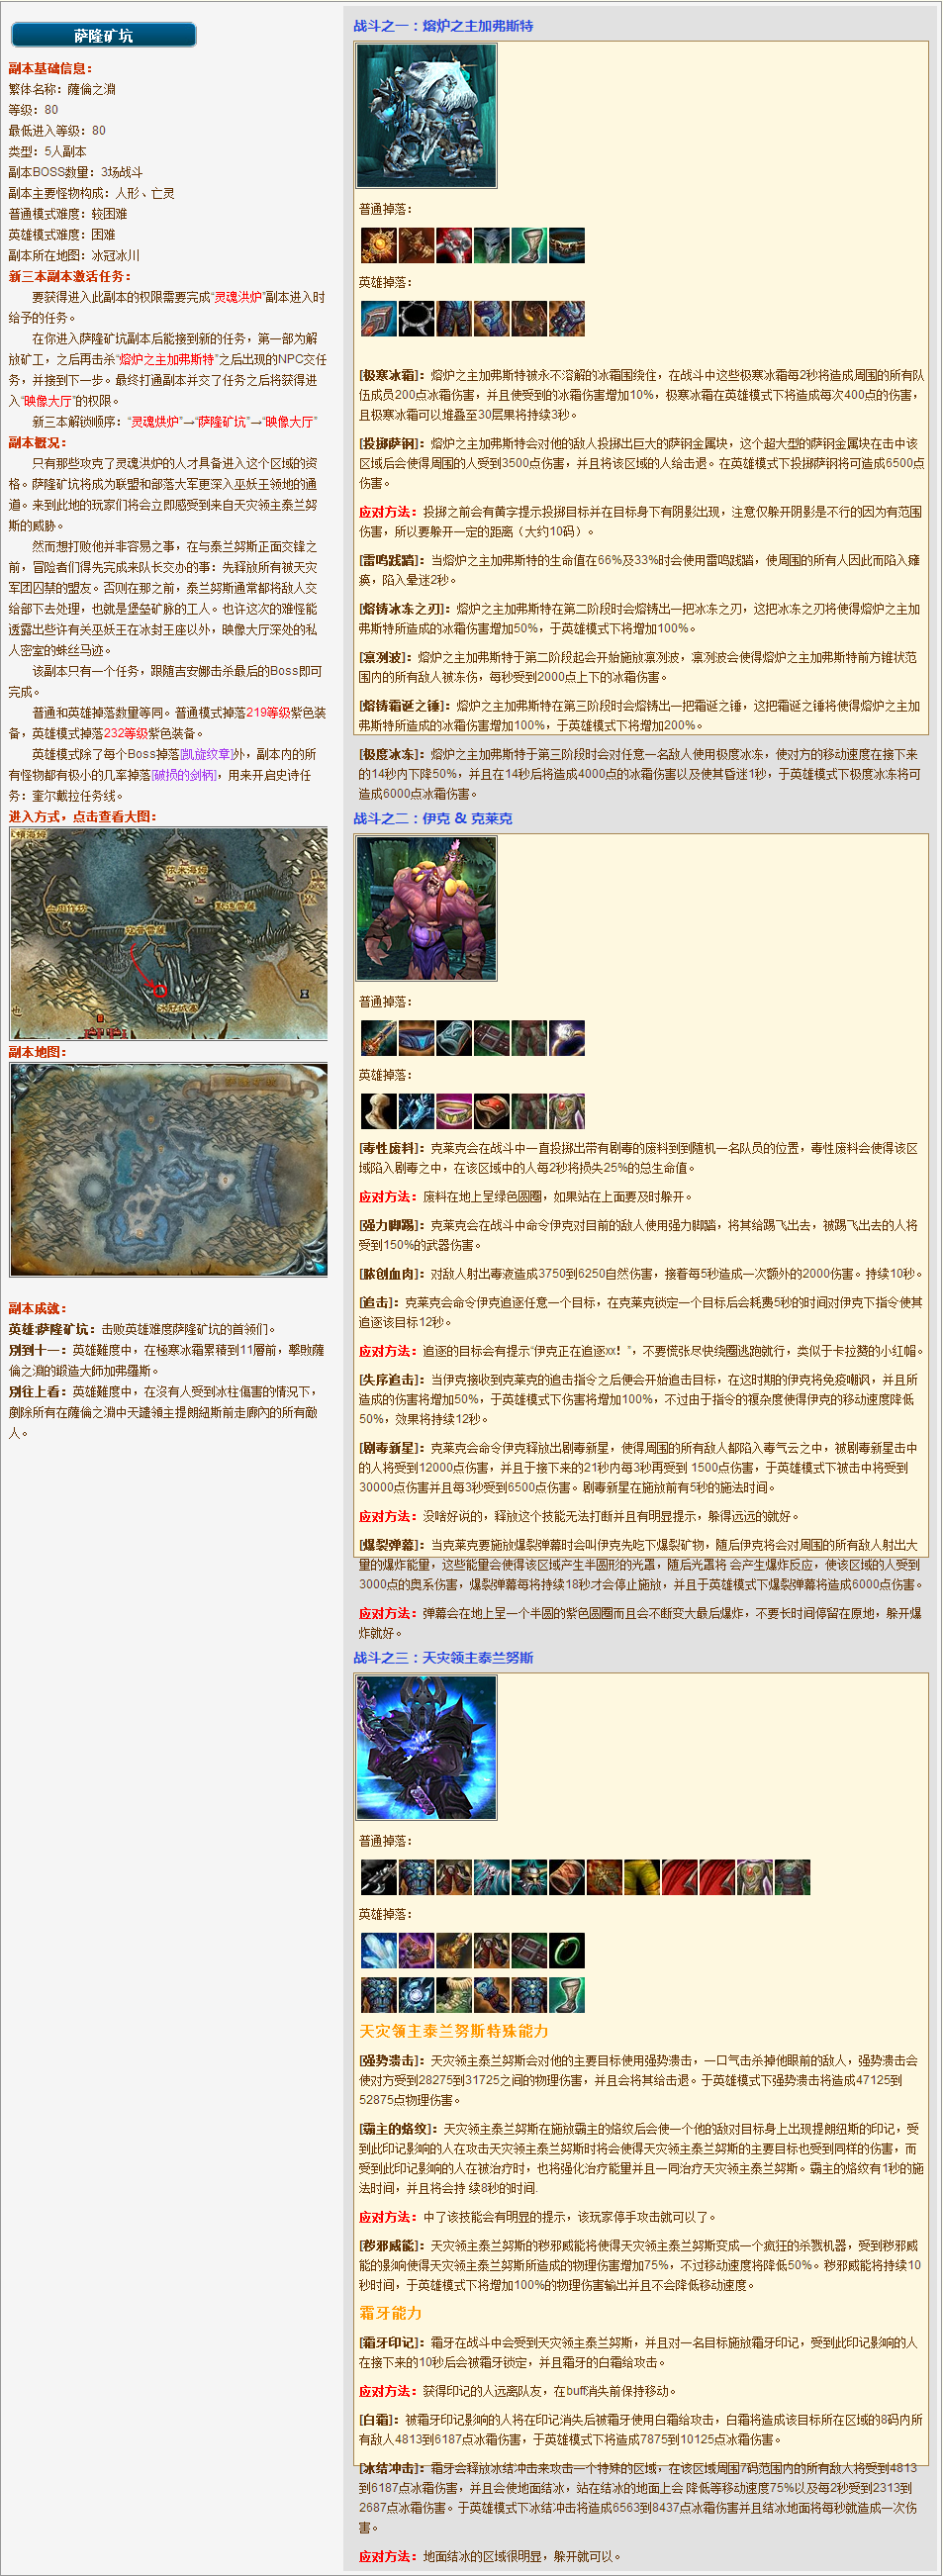 萨隆矿坑
副本基础信息：
繁体名称：薩倫之淵
等级：80
最低进入等级：80
类型：5人副本
副本BOSS数量：3场战斗
副本主要怪物构成：人形、亡灵
普通模式难度：较困难
英雄模式难度：困难
副本所在地图：冰冠冰川
新三本副本激活任务：
要获得进入此副本的权限需要完成“灵魂洪炉”副本进入时
给予的任务。
在你进入萨隆矿坑副本后能接到新的任务，第一部为解
放矿工，之后再击杀“熔炉之主加弗斯特”之后出现的NPC交任
务，并接到下一步。最终打通副本并交了任务之后将获得进
入“映像大厅”的权限。
新三本解锁顺序：“灵魂烘炉”→“萨隆矿坑”→“映像大厅”
副本概况：
只有那些攻克了灵魂洪炉的人才具备进入这个区域的资
格。萨隆矿坑将成为联盟和部落大军更深入巫妖王领地的通
道。来到此地的玩家们将会立即感受到来自天灾领主泰兰努
斯的威胁。
然而想打败他并非容易之事，在与泰兰努斯正面交锋之
前，冒险者们得先完成来队长交办的事：先释放所有被天灾
军团囚禁的盟友。否则在那之前，泰兰努斯通常都将敌人交
给部下去处理，也就是堡垒矿脉的工人。也许这次的难怪能
透露出些许有关巫妖王在冰封王座以外，映像大厅深处的私
人密室的蛛丝马迹。
该副本只有一个任务，跟随吉安娜击杀最后的Boss即可
完成。
普通和英雄掉落数量等同。普通模式掉落219等级紫色装
备，英雄模式掉落232等级紫色装备。
英雄模式除了每个Boss掉落[凯旋纹章]外，副本内的所
有怪物都有极小的几率掉落[破损的剑柄]，用来开启史诗任
务：奎尔戴拉任务线。
进入方式，点击查看大图：
副本地图：
副本成就：
英雄:萨隆矿坑：击败英雄难度萨隆矿坑的首领们。
别到十一：英雄難度中，在極寒冰霜累積到11層前，擊敗薩
倫之淵的鍛造大師加弗羅斯。
別往上看：英雄難度中，在沒有人受到冰柱傷害的情況下，
剷除所有在薩倫之淵中天譴領主提朗紐斯前走廊內的所有敵
人。
战斗之一：熔炉之主加弗斯特
普通掉落：
英雄掉落：
[极寒冰霜]：熔炉之主加弗斯特被永不溶解的冰霜围绕住，在战斗中这些极寒冰霜每2秒将造成周围的所有队
伍成员200点冰霜伤害，并且使受到的冰霜伤害增加10%，极寒冰霜在英雄模式下将造成每次400点的伤害，
且极寒冰霜可以堆叠至30层果将持续3秒。
[投掷萨钢]：熔炉之主加弗斯特会对他的敌人投掷出巨大的萨钢金属块，这个超大型的萨钢金属块在击中该
区域后会使得周围的人受到3500点伤害，并且将该区域的人给击退。在英雄模式下投掷萨钢将可造成6500点
伤害。
应对方法：投掷之前会有黄字提示投掷目标并在目标身下有阴影出现，注意仅躲开阴影是不行的因为有范围
伤害，所以要躲开一定的距离（大约10码）。
[雷鸣践踏]：当熔炉之主加弗斯特的生命值在66%及33%时会使用雷鸣践踏，使周围的所有人因此而陷入瘫
痪，陷入晕迷2秒。
[熔铸冰冻之刃]：熔炉之主加弗斯特在第二阶段时会熔铸出一把冰冻之刃，这把冰冻之刃将使得熔炉之主加
弗斯特所造成的冰霜伤害增加50%，于英雄模式下将增加100%。
[凛冽波]：熔炉之主加弗斯特于第二阶段起会开始施放凛冽波，凛冽波会使得熔炉之主加弗斯特前方锥状范
围内的所有敌人被冻伤，每秒受到2000点上下的冰霜伤害。
[熔铸霜诞之锤]：熔炉之主加弗斯特在第三阶段时会熔铸出一把霜诞之锤，这把霜诞之锤将使得熔炉之主加
弗斯特所造成的冰霜伤害增加100%，于英雄模式下将增加200%。
[极度冰冻]：熔炉之主加弗斯特于第三阶段时会对任意一名敌人使用极度冰冻，使对方的移动速度在接下来
的14秒内下降50%，并且在14秒后将造成4000点的冰霜伤害以及使其昏迷1秒，于英雄模式下极度冰冻将可
造成6000点冰霜伤害。
战斗之二：伊克 & 克莱克
普通掉落：
英雄掉落：
[毒性废料]：克莱克会在战斗中一直投掷出带有剧毒的废料到到随机一名队员的位置，毒性废料会使得该区
域陷入剧毒之中，在该区域中的人每2秒将损失25%的总生命值。
应对方法：废料在地上呈绿色圆圈，如果站在上面要及时躲开。
[强力脚踢]：克莱克会在战斗中命令伊克对目前的敌人使用强力脚踹，将其给踢飞出去，被踢飞出去的人将
受到150%的武器伤害。
[脓创血肉]：对敌人射出毒液造成3750到6250自然伤害，接着每5秒造成一次额外的2000伤害。持续10秒。
[追击]：克莱克会命令伊克追逐任意一个目标，在克莱克锁定一个目标后会耗费5秒的时间对伊克下指令使其
追逐该目标12秒。
应对方法：追逐的目标会有提示“伊克正在追逐xx！”，不要慌张尽快绕圈逃跑就行，类似于卡拉赞的小红帽。
[失序追击]：当伊克接收到克莱克的追击指令之后便会开始追击目标，在这时期的伊克将免疫嘲讽，并且所
造成的伤害将增加50%，于英雄模式下伤害将增加100%，不过由于指令的複杂度使得伊克的移动速度降低
50%，效果将持续12秒。
[剧毒新星]：克莱克会命令伊克释放出剧毒新星，使得周围的所有敌人都陷入毒气云之中，被剧毒新星击中
的人将受到12000点伤害，并且于接下来的21秒内每3秒再受到 1500点伤害，于英雄模式下被击中将受到
30000点伤害并且每3秒受到6500点伤害。剧毒新星在施放前有5秒的施法时间。
应对方法：没啥好说的，释放这个技能无法打断并且有明显提示，躲得远远的就好。
[爆裂弹幕]：当克莱克要施放爆裂弹幕时会叫伊克先吃下爆裂矿物，随后伊克将会对周围的所有敌人射出大
量的爆炸能量，这些能量会使得该区域产生半圆形的光罩，随后光罩将 会产生爆炸反应，使该区域的人受到
3000点的奥系伤害，爆裂弹幕每将持续18秒才会停止施放，并且于英雄模式下爆裂弹幕将造成6000点伤害。
应对方法：弹幕会在地上呈一个半圆的紫色圆圈而且会不断变大最后爆炸，不要长时间停留在原地，躲开爆
炸就好。
战斗之三：天灾领主泰兰努斯
普通掉落：
英雄掉落：
天灾领主泰兰努斯特殊能力
[强势溃击]：天灾领主泰兰努斯会对他的主要目标使用强势溃击，一口气击杀掉他眼前的敌人，强势溃击会
使对方受到28275到31725之间的物理伤害，并且会将其给击退。于英雄模式下强势溃击将造成47125到
52875点物理伤害。
[霸主的烙纹]：天灾领主泰兰努斯在施放霸主的烙纹后会使一个他的敌对目标身上出现提朗纽斯的印记，受
到此印记影响的人在攻击天灾领主泰兰努斯时将会使得天灾领主泰兰努斯的主要目标也受到同样的伤害，而
受到此印记影响的人在被治疗时，也将强化治疗能量并且一同治疗天灾领主泰兰努斯。霸主的烙纹有1秒的施
法时间，并且将会持 续8秒的时间.
应对方法：中了该技能会有明显的提示，该玩家停手攻击就可以了。
[秽邪威能]：天灾领主泰兰努斯的秽邪威能将使得天灾领主泰兰努斯变成一个疯狂的杀戮机器，受到秽邪威
能的影响使得天灾领主泰兰努斯所造成的物理伤害增加75%，不过移动速度将降低50%。秽邪威能将持续10
秒时间，于英雄模式下将增加100%的物理伤害输出并且不会降低移动速度。
霜牙能力
[霜牙印记]：霜牙在战斗中会受到天灾领主泰兰努斯，并且对一名目标施放霜牙印记，受到此印记影响的人
在接下来的10秒后会被霜牙锁定，并且霜牙的白霜给攻击。
应对方法：获得印记的人远离队友，在buff消失前保持移动。
[白霜]：被霜牙印记影响的人将在印记消失后被霜牙使用白霜给攻击，白霜将造成该目标所在区域的8码内所
有敌人4813到6187点冰霜伤害，于英雄模式下将造成7875到10125点冰霜伤害。
[冰结冲击]：霜牙会释放冰结冲击来攻击一个特殊的区域，在该区域周围7码范围内的所有敌人将受到4813
到6187点冰霜伤害，并且会使地面结冰，站在结冰的地面上会 降低等移动速度75%以及每2秒受到2313到
2687点冰霜伤害。于英雄模式下冰结冲击将造成6563到8437点冰霜伤害并且结冰地面将每秒就造成一次伤
害。
应对方法：地面结冰的区域很明显，躲开就可以。